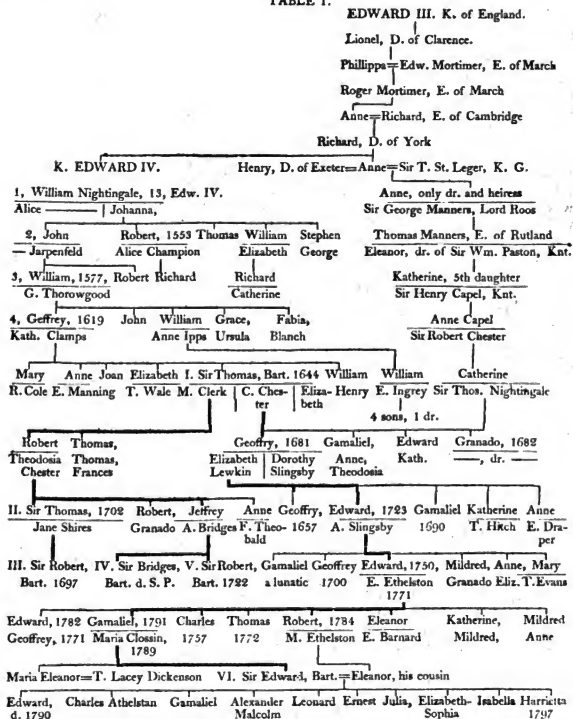 TABLE I.
EDWARD III. K. of England.
Lionel, D. of Clarence.
Phillippa=Edw. Mortimer, E. of March
Roger Mortimer, E. of March
Anne=Richard, E. of Cambridge
Richard, D. of York
K. EDWARD IV. Henry, D. of Exeter=Anne=Sir T. St. Leger, K. G.
1, William Nightingale, 13, Edw. IV. Anne, only dr. and heiress
Alice —— Johanna, Sir George Manners, Lord Roos
2, John Robert, 1553 Thomas William Stephen Thomas Manners, E. of Rutland
— Jarpenfeld Alice Champion Elizabeth George Eleanor, dr. of Sir Wm. Paston, Knt.
3, William, 1577, Robert Richard Richard Katherine, 5th daughter
G. Thorowgood Catherine Sir Henry Capel, Knt.
4, Geffrey, 1619 John William Grace, Fabia, Anne Capel
Kath. Clamps Anne Ipps Ursula Blanch Sir Robert Chester
Mary Anne Joan Elizabeth I. Sir Thomas, Bart. 1644 William William Catherine
R. Cole E. Manning T. Wale M. Clerk C. Ches- Eliza- Henry E. Ingrey Sir Thos. Nightingale
ter beth
4 sons, 1 dr.
Robert Thomas, Geoffry, 1681 Gamaliel, Edward Granado, 1682
Theodosia Thomas, Elizabeth Dorothy Anne, Kath. —, dr. —
Chester Frances Lewkin Slingsby Theodosia
II. Sir Thomas, 1702 Robert, Jeffrey Anne Geoffry, Edward, 1723 Gamaliel Katherine Anne
Jane Shires Granado A. Bridges F. Theo- 1657 A. Slingsby 1690 T. Hitch E. Dra-
bald per
III. Sir Robert, IV. Sir Bridges, V. Sir Robert, Gamaliel Geoffrey Edward, 1750, Mildred, Anne, Mary
Bart. 1697 Bart. d. S. P. Bart. 1722 a lunatic 1700 E. Ethelston Granado Eliz. T. Evans
1771
Edward, 1782 Gamaliel, 1791 Charles Thomas Robert, 1784 Eleanor Katherine, Mildred
Geoffrey, 1771 Maria Clossin, 1757 1772 M. Ethelston E. Barnard Mildred, Anne
1789
Maria Eleanor=T. Lacey Dickenson VI. Sir Edward, Bart.=Eleanor, his cousin
Edward, Charles Athelstan Gamaliel Alexander Leonard Ernest Julia, Elizabeth- Isabella Harrietta
d. 1790 Malcolm Sophia 1797